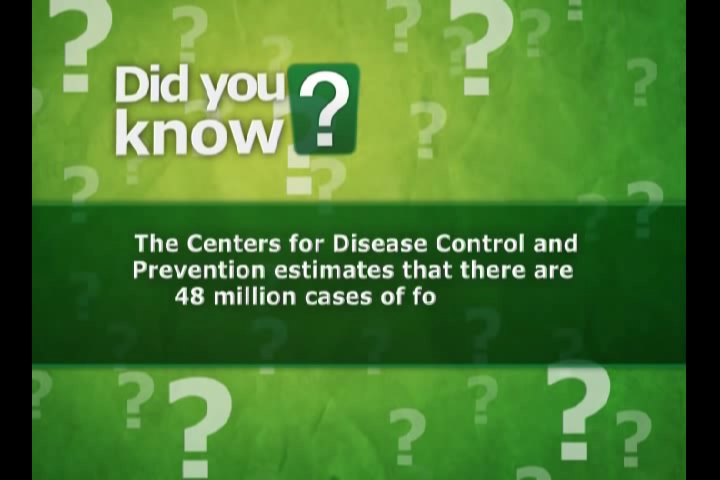 Did you
know ?
The Centers for Disease Control and
Prevention estimates that there are
48 million cases of fo